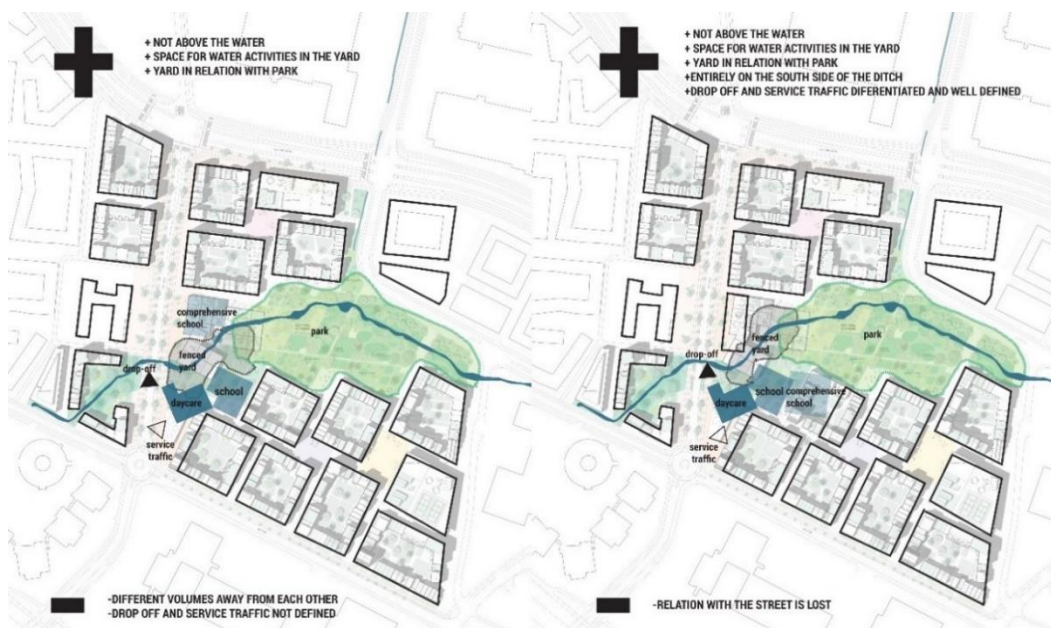 + NOT ABOVE THE WATER
+ SPACE FOR WATER ACTIVITIES IN THE YARD
+ YARD IN RELATION WITH PARK
comprehensive
school
park
fenced
yard
drop-off
school
daycare
service
traffic
-DIFFERENT VOLUMES AWAY FROM EACH OTHER
-DROP OFF AND SERVICE TRAFFIC NOT DEFINED
+ NOT ABOVE THE WATER
+ SPACE FOR WATER ACTIVITIES IN THE YARD
+ YARD IN RELATION WITH PARK
+ENTIRELY ON THE SOUTH SIDE OF THE DITCH
+DROP OFF AND SERVICE TRAFFIC DIFERENTIATED AND WELL DEFINED
park
fenced
yard
drop-off
school
comprehensive
school
daycare
service
traffic
-RELATION WITH THE STREET IS LOST